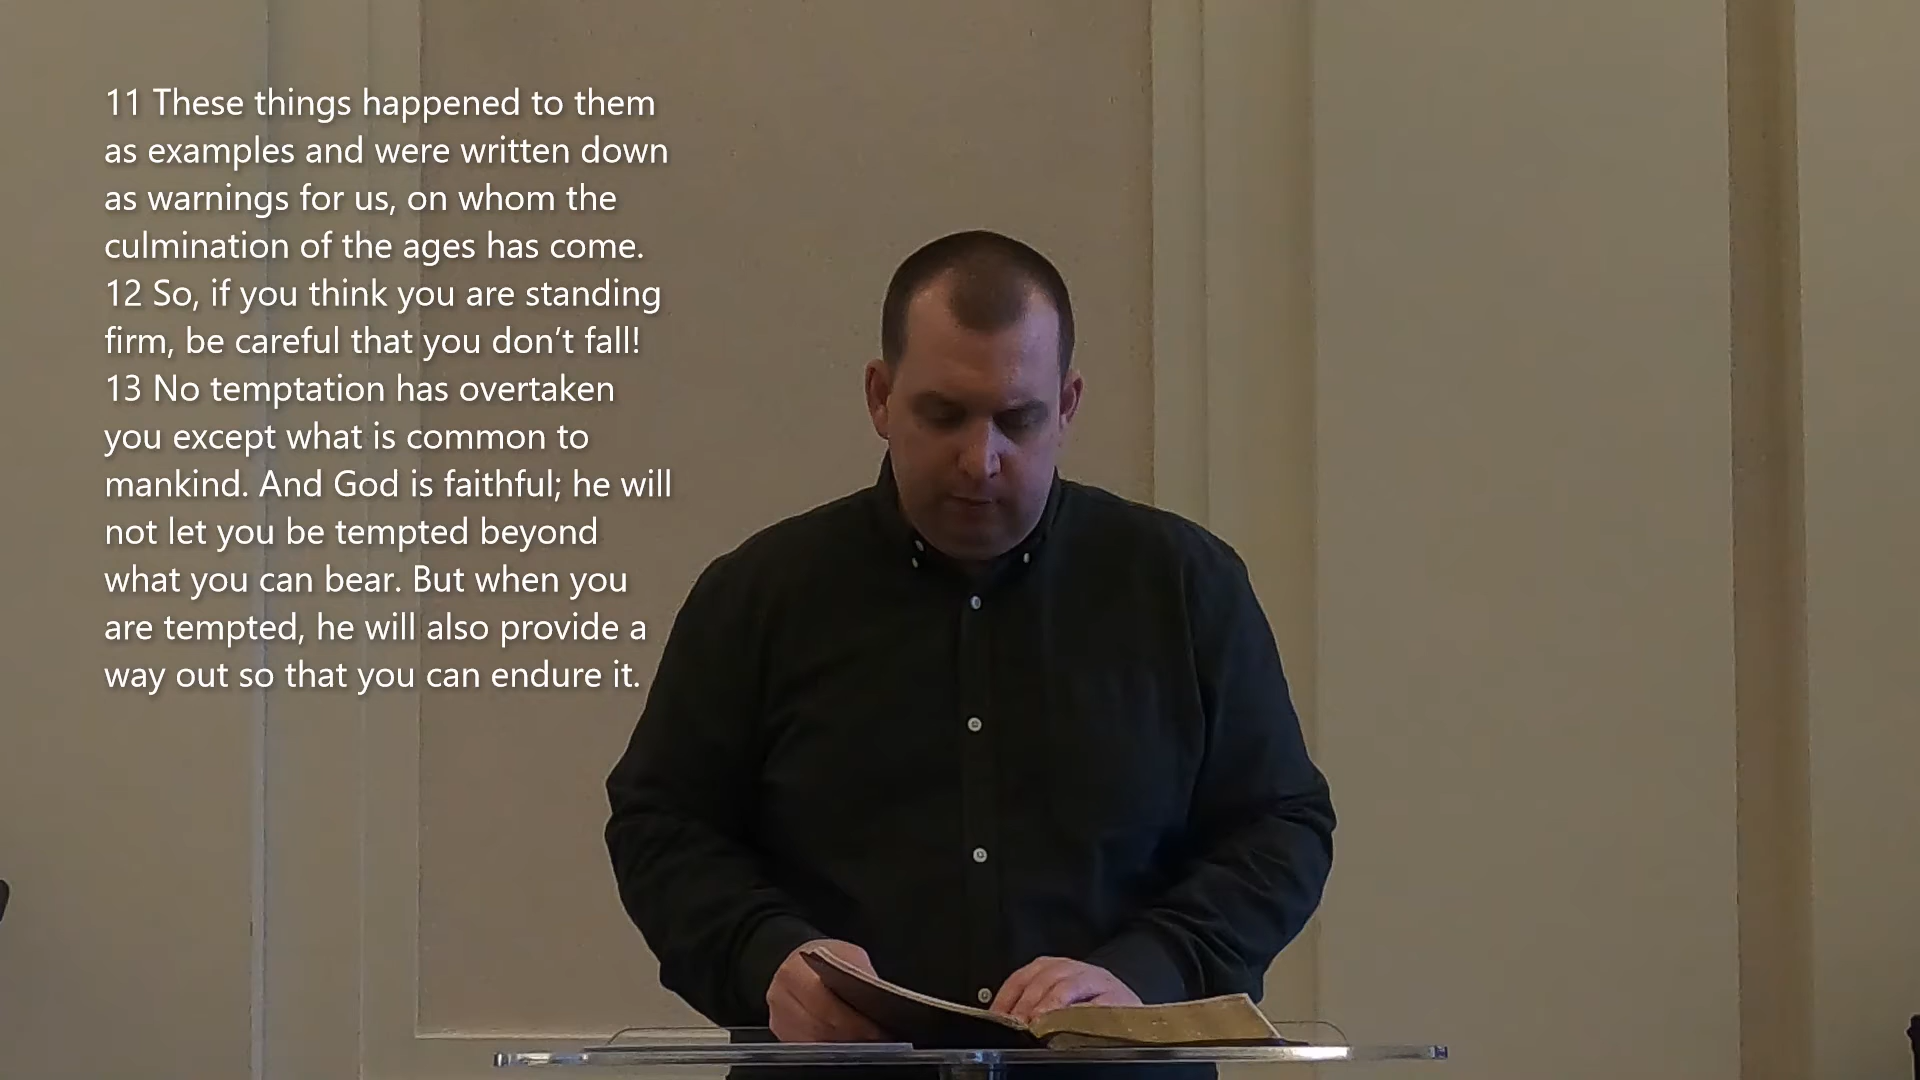 11 These things happened to them
as examples and were written down
as warnings for us, on whom the
culmination of the ages has come.
12 So, if you think you are standing
firm, be careful that you don’t fall!
13 No temptation has overtaken
you except what is common to
mankind. And God is faithful; he will
not let you be tempted beyond
what you can bear. But when you
are tempted, he will also provide a
way out so that you can endure it.